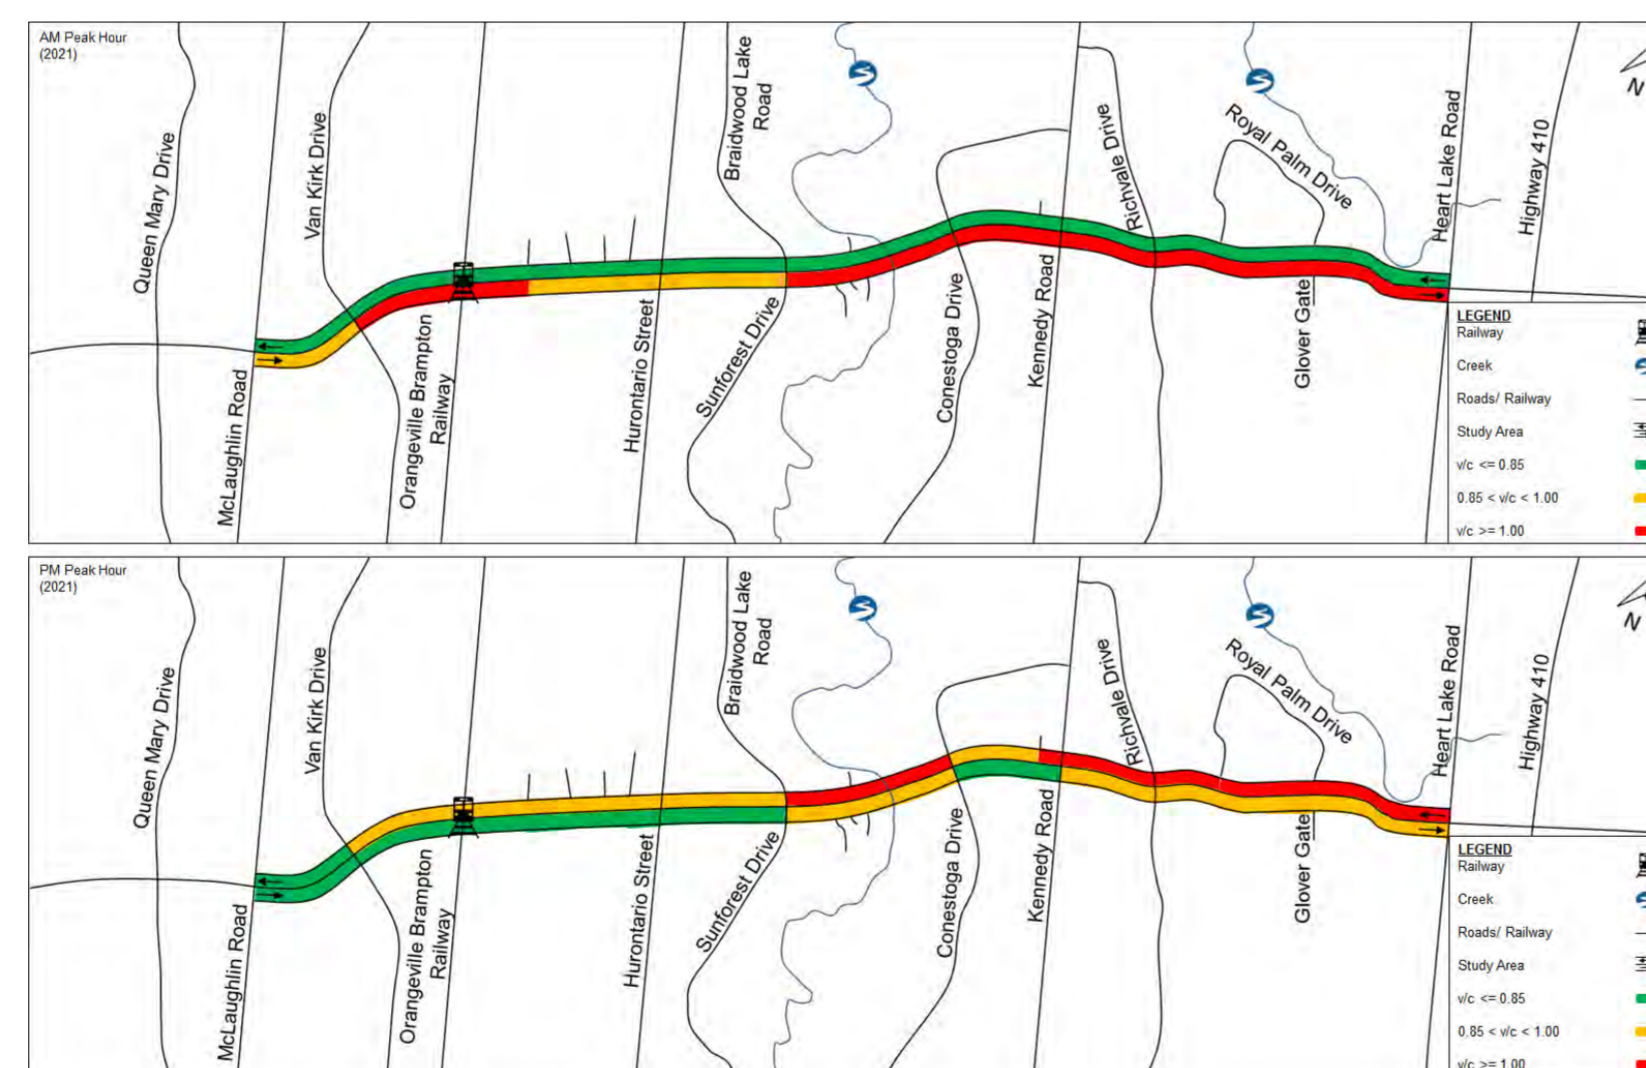 AM Peak Hour
(2021)
Queen Mary Drive
McLaughlin Road
Van Kirk Drive
Orangeville Brampton
Railway
Hurontario Street
Braidwood Lake
Road
Sunforest Drive
Conestoga Drive
Kennedy Road
Richvale Drive
Royal Palm Drive
Glover Gate
Heart Lake Road
Highway 410
N
LEGEND
Railway
Creek
Roads/ Railway
Study Area
v/c <= 0.85
0.85 < v/c < 1.00
v/c >= 1.00
PM Peak Hour
(2021)
Queen Mary Drive
McLaughlin Road
Van Kirk Drive
Orangeville Brampton
Railway
Hurontario Street
Braidwood Lake
Road
Sunforest Drive
Conestoga Drive
Kennedy Road
Richvale Drive
Royal Palm Drive
Glover Gate
Heart Lake Road
Highway 410
N
LEGEND
Railway
Creek
Roads/ Railway
Study Area
v/c <= 0.85
0.85 < v/c < 1.00
v/c >= 1.00